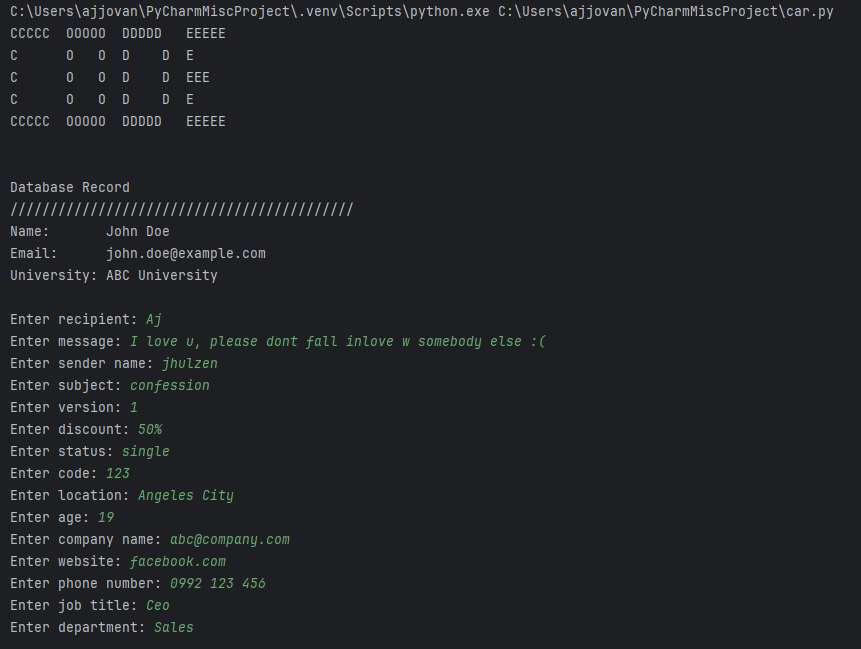 C:\Users\ajjovan\PyCharmMiscProject\.venv\Scripts\python.exe C:\Users\ajjovan\PyCharmMiscProject\car.py
CCCCC  OOOOO  DDDDD   EEEEE
C      O   O  D    D  E
C      O   O  D    D  EEE
C      O   O  D    D  E
CCCCC  OOOOO  DDDDD   EEEEE
Database Record
///////////////////////////////////////////
Name:       John Doe
Email:      john.doe@example.com
University: ABC University
Enter recipient: Aj
Enter message: I love u, please dont fall inlove w somebody else :(
Enter sender name: jhulzen
Enter subject: confession
Enter version: 1
Enter discount: 50%
Enter status: single
Enter code: 123
Enter location: Angeles City
Enter age: 19
Enter company name: abc@company.com
Enter website: facebook.com
Enter phone number: 0992 123 456
Enter job title: Ceo
Enter department: Sales